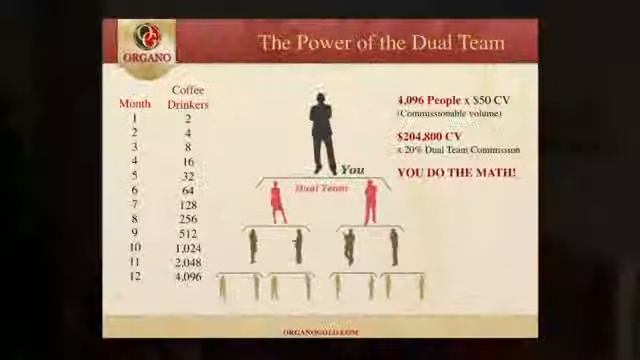 The Power of the Dual Team
ORGANO
Month Coffee Drinkers
1 2
2 4
3 8
4 16
5 32
6 64
7 128
8 256
9 512
10 1,024
11 2,048
12 4,096
You
Dual Team
4,096 People x $50 CV
(Commissionable volume)
$204,800 CV
x 20% Dual Team Commission
YOU DO THE MATH!
ORGANOGOLD.COM